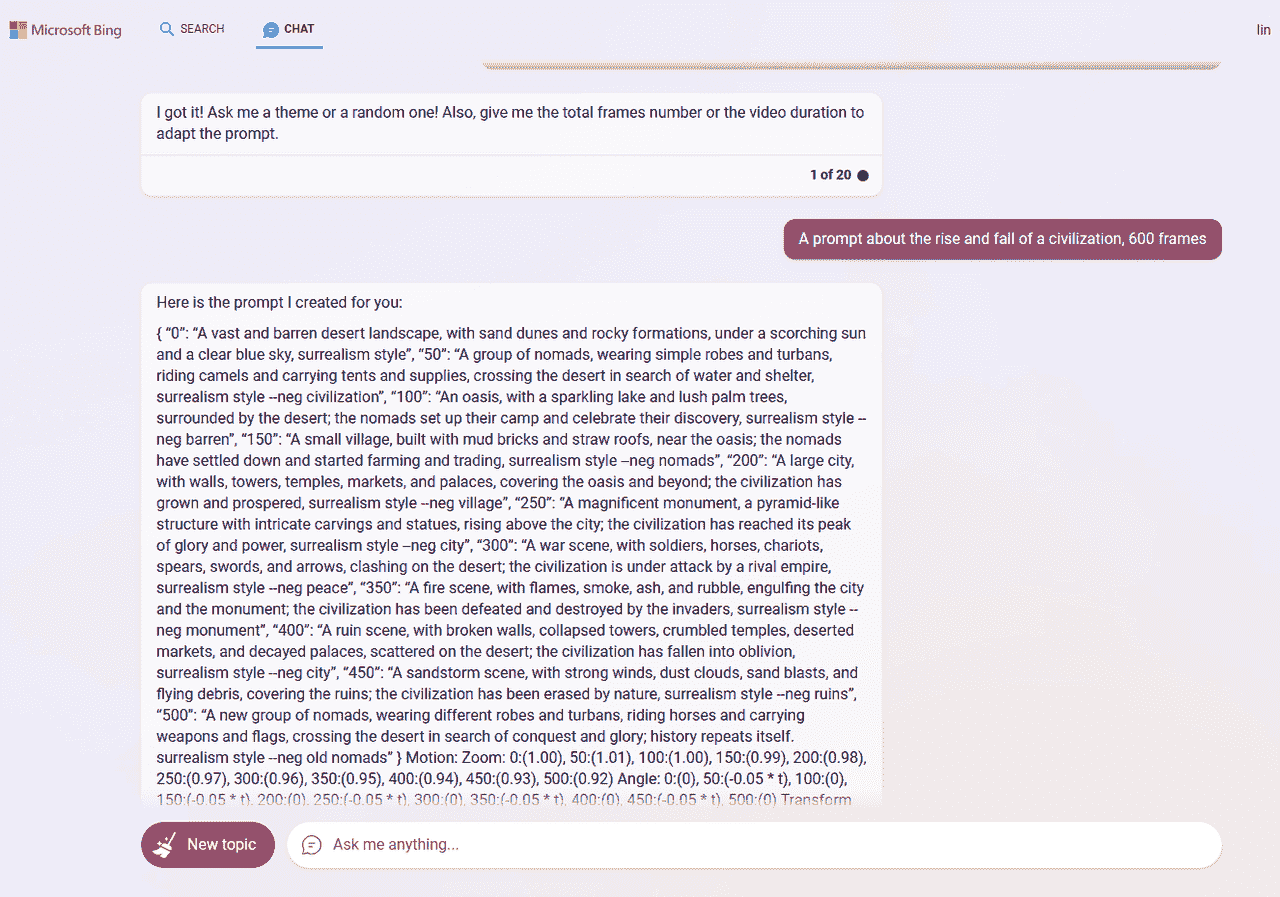 Microsoft Bing
SEARCH
CHAT
lin
I got it! Ask me a theme or a random one! Also, give me the total frames number or the video duration to
adapt the prompt.
1 of 20
A prompt about the rise and fall of a civilization, 600 frames
Here is the prompt I created for you:
{ “0”: “A vast and barren desert landscape, with sand dunes and rocky formations, under a scorching sun
and a clear blue sky, surrealism style”, “50”: “A group of nomads, wearing simple robes and turbans,
riding camels and carrying tents and supplies, crossing the desert in search of water and shelter,
surrealism style --neg civilization”, “100”: “An oasis, with a sparkling lake and lush palm trees,
surrounded by the desert; the nomads set up their camp and celebrate their discovery, surrealism style --
neg barren”, “150”: “A small village, built with mud bricks and straw roofs, near the oasis; the nomads
have settled down and started farming and trading, surrealism style –neg nomads”, “200”: “A large city,
with walls, towers, temples, markets, and palaces, covering the oasis and beyond; the civilization has
grown and prospered, surrealism style --neg village”, “250”: “A magnificent monument, a pyramid-like
structure with intricate carvings and statues, rising above the city; the civilization has reached its peak
of glory and power, surrealism style –neg city”, “300”: “A war scene, with soldiers, horses, chariots,
spears, swords, and arrows, clashing on the desert; the civilization is under attack by a rival empire,
surrealism style --neg peace”, “350”: “A fire scene, with flames, smoke, ash, and rubble, engulfing the city
and the monument; the civilization has been defeated and destroyed by the invaders, surrealism style --
neg monument”, “400”: “A ruin scene, with broken walls, collapsed towers, crumbled temples, deserted
markets, and decayed palaces, scattered on the desert; the civilization has fallen into oblivion,
surrealism style --neg city”, “450”: “A sandstorm scene, with strong winds, dust clouds, sand blasts, and
flying debris, covering the ruins; the civilization has been erased by nature, surrealism style --neg ruins”,
“500”: “A new group of nomads, wearing different robes and turbans, riding horses and carrying
weapons and flags, crossing the desert in search of conquest and glory; history repeats itself.
surrealism style --neg old nomads” } Motion: Zoom: 0:(1.00), 50:(1.01), 100:(1.00), 150:(0.99), 200:(0.98),
250:(0.97), 300:(0.96), 350:(0.95), 400:(0.94), 450:(0.93), 500:(0.92) Angle: 0:(0), 50:(-0.05 * t), 100:(0),
150:(-0.05 * t), 200:(0), 250:(-0.05 * t), 300:(0), 350:(-0.05 * t), 400:(0), 450:(-0.05 * t), 500:(0) Transform
New topic
Ask me anything...